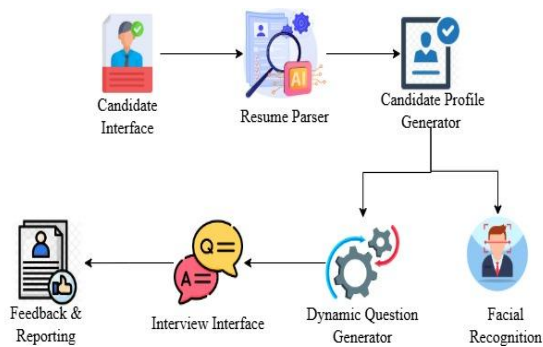 AI
Candidate
Interface
Resume Parser
Candidate Profile
Generator
Q=
A=
Feedback &
Reporting
Interview Interface
Dynamic Question
Generator
Facial
Recognition